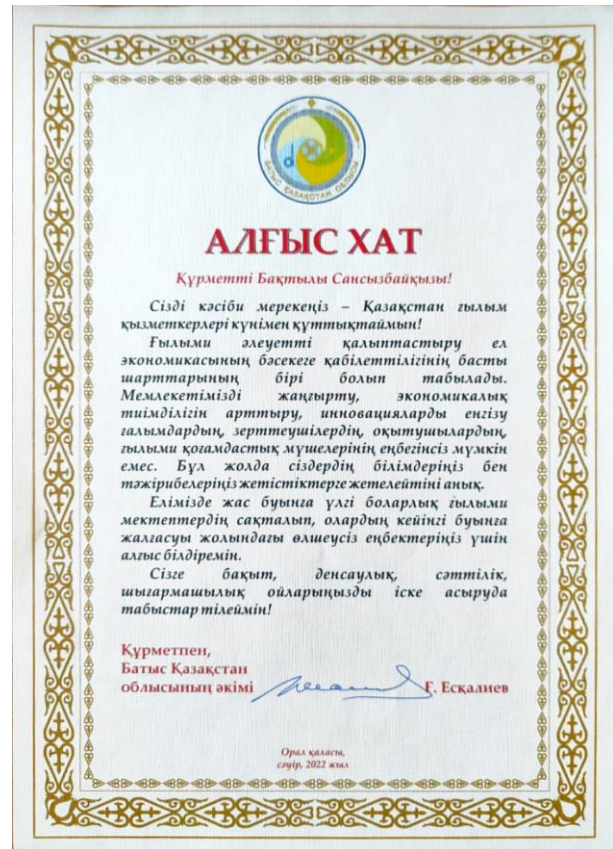 БАТЫС ҚАЗАҚСТАН ОБЛЫСЫ
АЛҒЫС ХАТ
Құрметті Бақтылы Сансызбайқызы!
Сізді кәсіби мерекеңіз – Қазақстан ғылым
қызметкерлері күнімен құттықтаймын!
Ғылыми әлеуетті қалыптастыру ел
экономикасының бәсекеге қабілеттілігінің басты
шарттарының бірі болып табылады.
Мемлекетімізді жаңғырту, экономикалық
тиімділігін арттыру, инновацияларды енгізу
ғалымдардың, зерттеушілердің, оқытушылардың,
ғылыми қоғамдастық мүшелерінің еңбегінсіз мүмкін
емес. Бұл жолда сіздердің білімдеріңіз бен
тәжірибелеріңіз жетістіктерге жетелейтіні анық.
Елімізде жас буынға үлгі боларлық ғылыми
мектептердің сақталып, олардың кейінгі буынға
жалғасуы жолындағы өлшеусіз еңбектеріңіз үшін
алғыс білдіремін.
Сізге бақыт, денсаулық, сәттілік,
шығармашылық ойларыңызды іске асыруда
табыстар тілеймін!
Құрметпен,
Батыс Қазақстан
облысының әкімі Ғ. Есқалиев
Орал қаласы,
сәуір, 2022 жыл